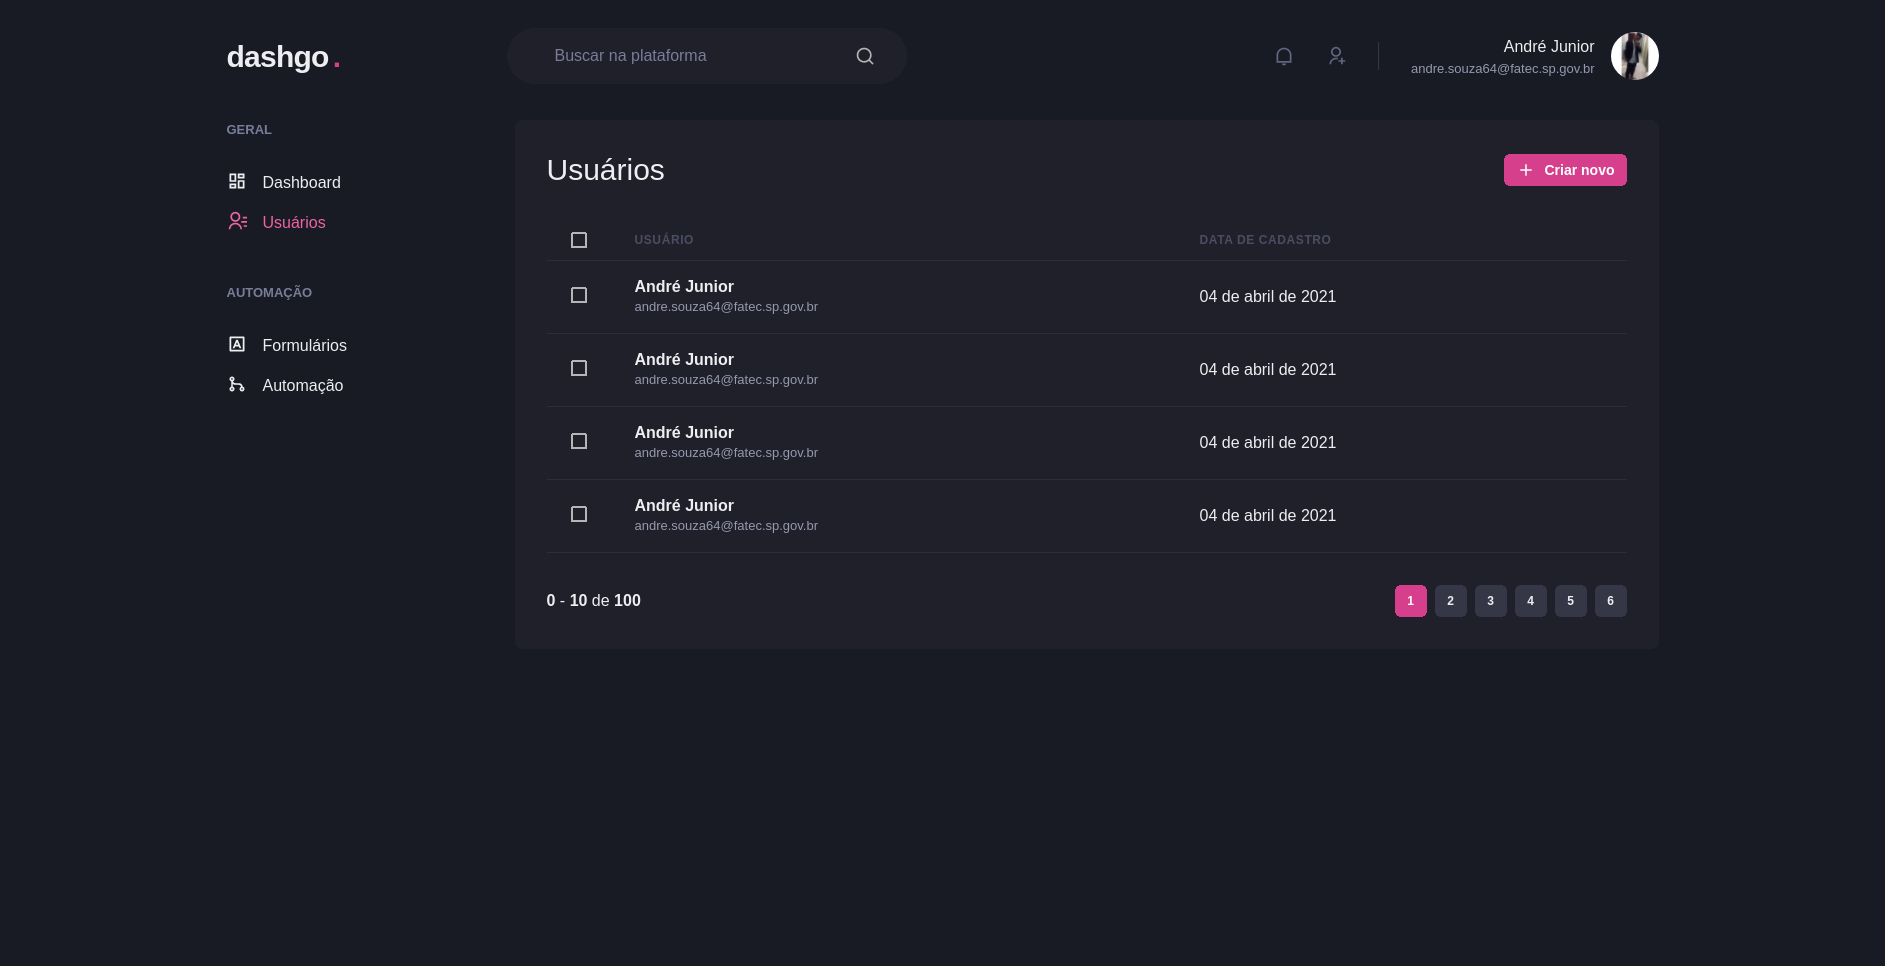 dashgo.
Buscar na plataforma
André Junior
andre.souza64@fatec.sp.gov.br
GERAL
Dashboard
Usuários
AUTOMAÇÃO
Formulários
Automação
Usuários
Criar novo
USUÁRIO DATA DE CADASTRO
André Junior
andre.souza64@fatec.sp.gov.br
04 de abril de 2021
André Junior
andre.souza64@fatec.sp.gov.br
04 de abril de 2021
André Junior
andre.souza64@fatec.sp.gov.br
04 de abril de 2021
André Junior
andre.souza64@fatec.sp.gov.br
04 de abril de 2021
0 - 10 de 100
1 2 3 4 5 6